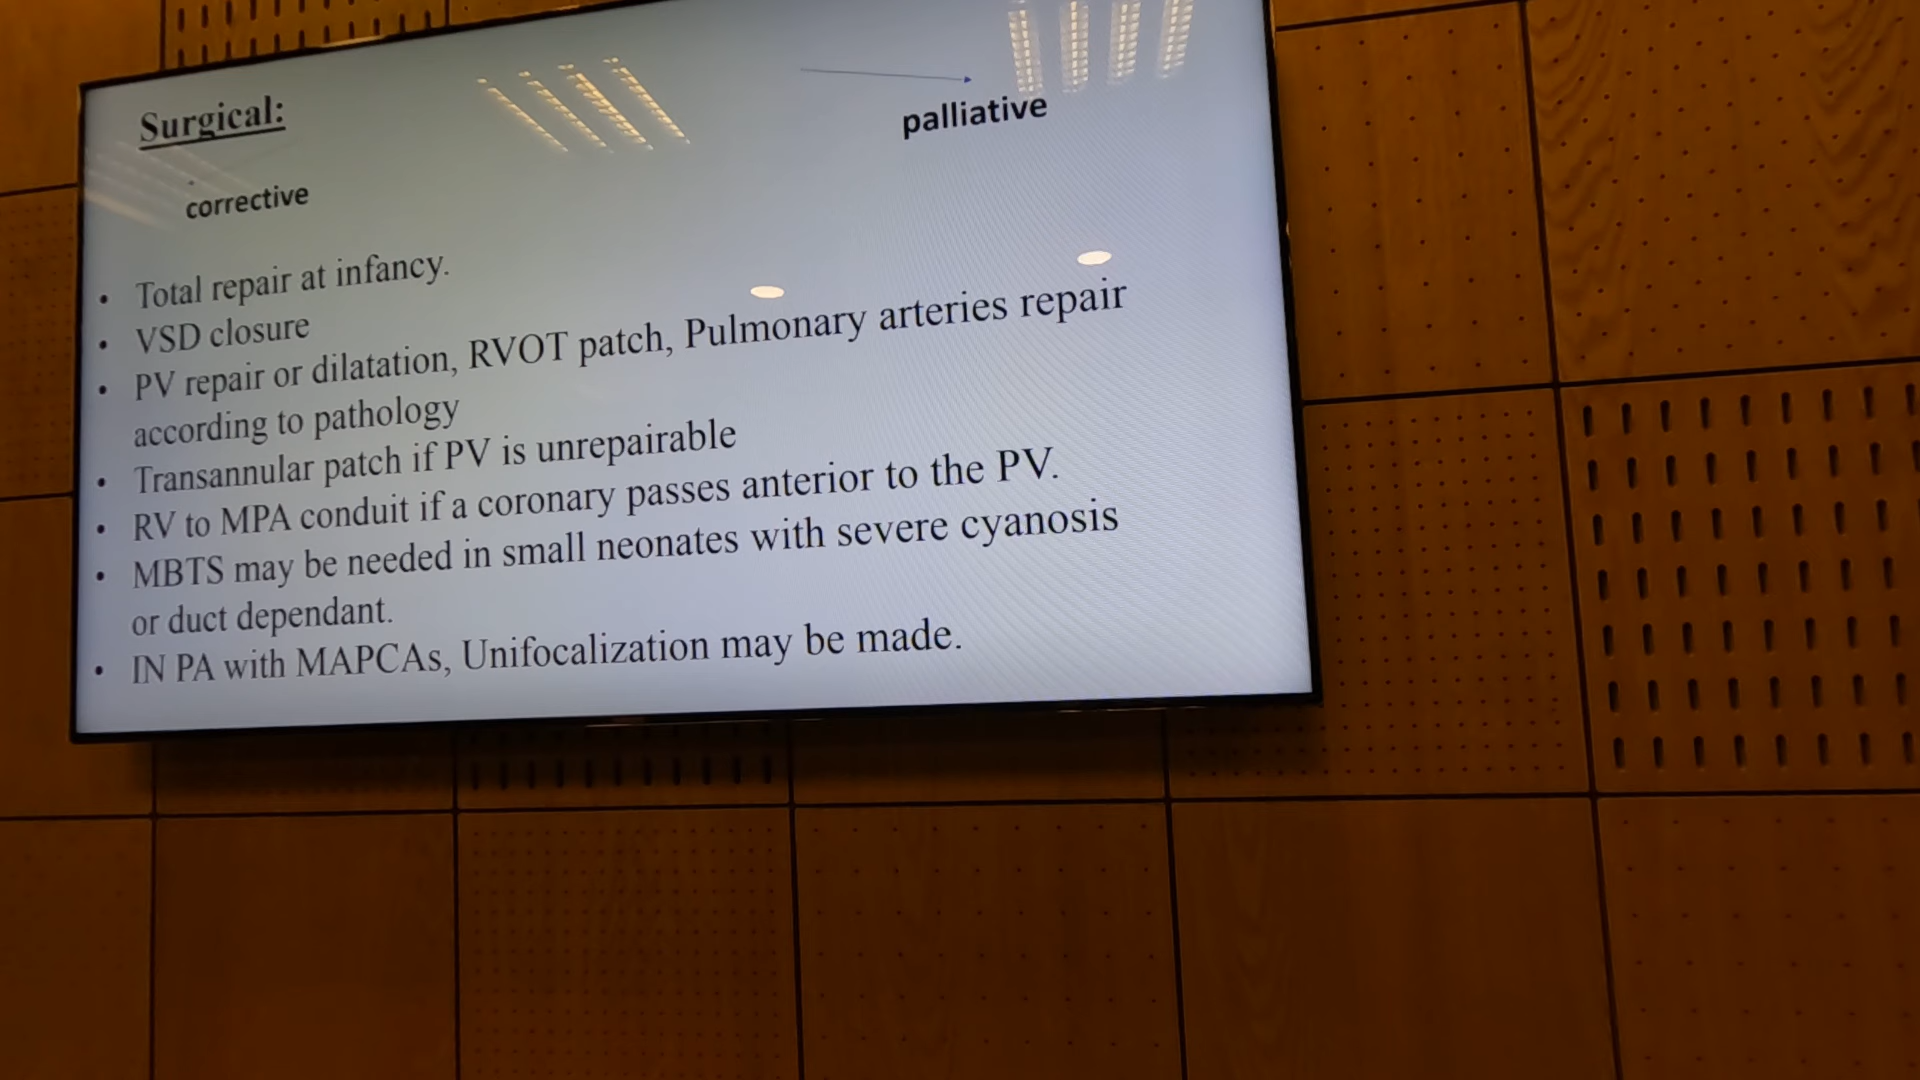 Surgical:
palliative
corrective
• Total repair at infancy.
• VSD closure
• PV repair or dilatation, RVOT patch, Pulmonary arteries repair
according to pathology
• Transannular patch if PV is unrepairable
• RV to MPA conduit if a coronary passes anterior to the PV.
• MBTS may be needed in small neonates with severe cyanosis
or duct dependant.
• IN PA with MAPCAs, Unifocalization may be made.